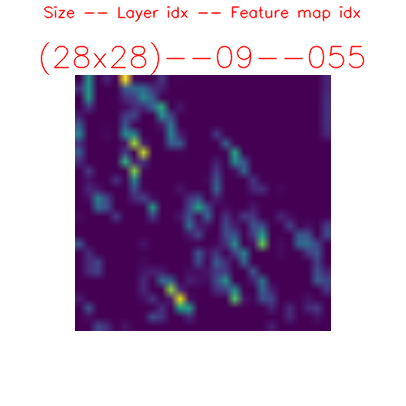 Size -- Layer idx -- Feature map idx
(28x28)--09--055